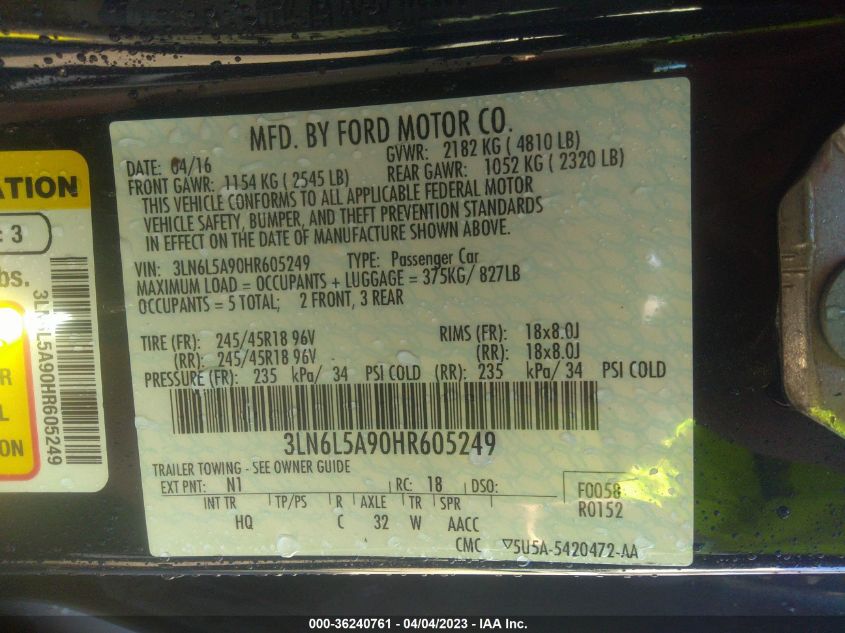 MFD. BY FORD MOTOR CO.
DATE: 04/16 GVWR: 2182 KG ( 4810 LB)
FRONT GAWR: 1154 KG ( 2545 LB) REAR GAWR: 1052 KG ( 2320 LB)
THIS VEHICLE CONFORMS TO ALL APPLICABLE FEDERAL MOTOR
VEHICLE SAFETY, BUMPER, AND THEFT PREVENTION STANDARDS
IN EFFECT ON THE DATE OF MANUFACTURE SHOWN ABOVE.
VIN: 3LN6L5A90HR605249 TYPE: Passenger Car
MAXIMUM LOAD = OCCUPANTS + LUGGAGE = 375KG/ 827LB
OCCUPANTS = 5 TOTAL; 2 FRONT, 3 REAR
TIRE (FR): 245/45R18 96V RIMS (FR): 18x8.0J
(RR): 245/45R18 96V (RR): 18x8.0J
PRESSURE (FR): 235 kPa/ 34 PSI COLD (RR): 235 kPa/ 34 PSI COLD
3LN6L5A90HR605249
TRAILER TOWING - SEE OWNER GUIDE
EXT PNT: N1 RC: 18 DSO:
INT TR TP/PS R AXLE TR SPR
HQ C 32 W AACC
F0058
R0152
CMC ▽5U5A-5420472-AA
ATION
: 3
bs.
R
L
G
3LN6L5A90HR605249
000-36240761 - 04/04/2023 - IAA Inc.